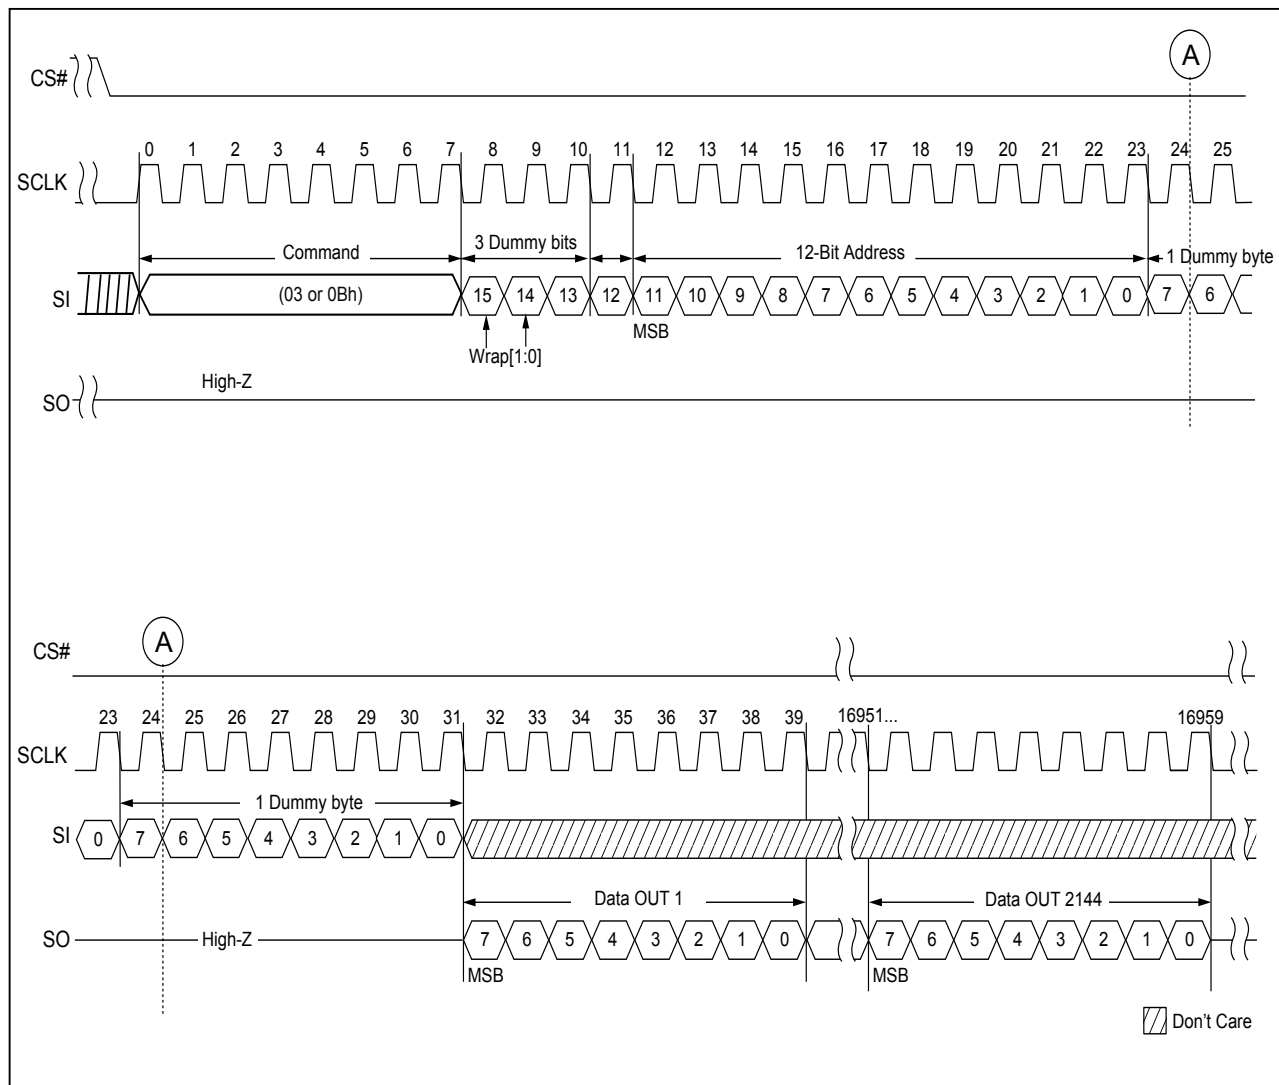 A
CS#
0 1 2 3 4 5 6 7 8 9 10 11 12 13 14 15 16 17 18 19 20 21 22 23 24 25
SCLK
3 Dummy bits
Command 12-Bit Address 1 Dummy byte
SI (03 or 0Bh) 15 14 13 12 11 10 9 8 7 6 5 4 3 2 1 0 7 6
MSB
Wrap[1:0]
High-Z
SO
A
CS#
23 24 25 26 27 28 29 30 31 32 33 34 35 36 37 38 39 16951... 16959
SCLK
1 Dummy byte
SI 0 7 6 5 4 3 2 1 0
Data OUT 1 Data OUT 2144
SO High-Z 7 6 5 4 3 2 1 0 7 6 5 4 3 2 1 0
MSB MSB
Don't Care